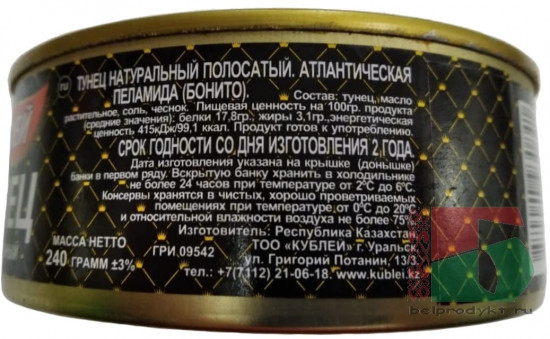 ТУНЕЦ НАТУРАЛЬНЫЙ ПОЛОСАТЫЙ. АТЛАНТИЧЕСКАЯ
ПЕЛАМИДА (БОНИТО). Состав: тунец, масло
растительное, соль, чеснок. Пищевая ценность на 100гр. продукта
(средние значения): белки 17,8гр., жиры 3,1гр.,энергетическая
ценность 415кДж/99,1 ккал. Продукт готов к употреблению.
СРОК ГОДНОСТИ СО ДНЯ ИЗГОТОВЛЕНИЯ 2 ГОДА.
Дата изготовления указана на крышке (донышке)
банки в первом ряду. Вскрытую банку хранить в холодильнике
не более 24 часов при температуре от 2°С до 6°С.
Консервы хранятся в чистых, хорошо проветриваемых
помещениях при температуре от 0°С до 20°С
и относительной влажности воздуха не более 75%.
Изготовитель: Республика Казахстан,
ТОО «КУБЛЕИ» г. Уральск,
ул. Григорий Потанин, 13/3.
тел.: +7(7112) 21-06-18. www.kublei.kz
ГРИ.09542
ЕЦ
МАССА НЕТТО
240 ГРАММ ±3%
belprodykt.ru